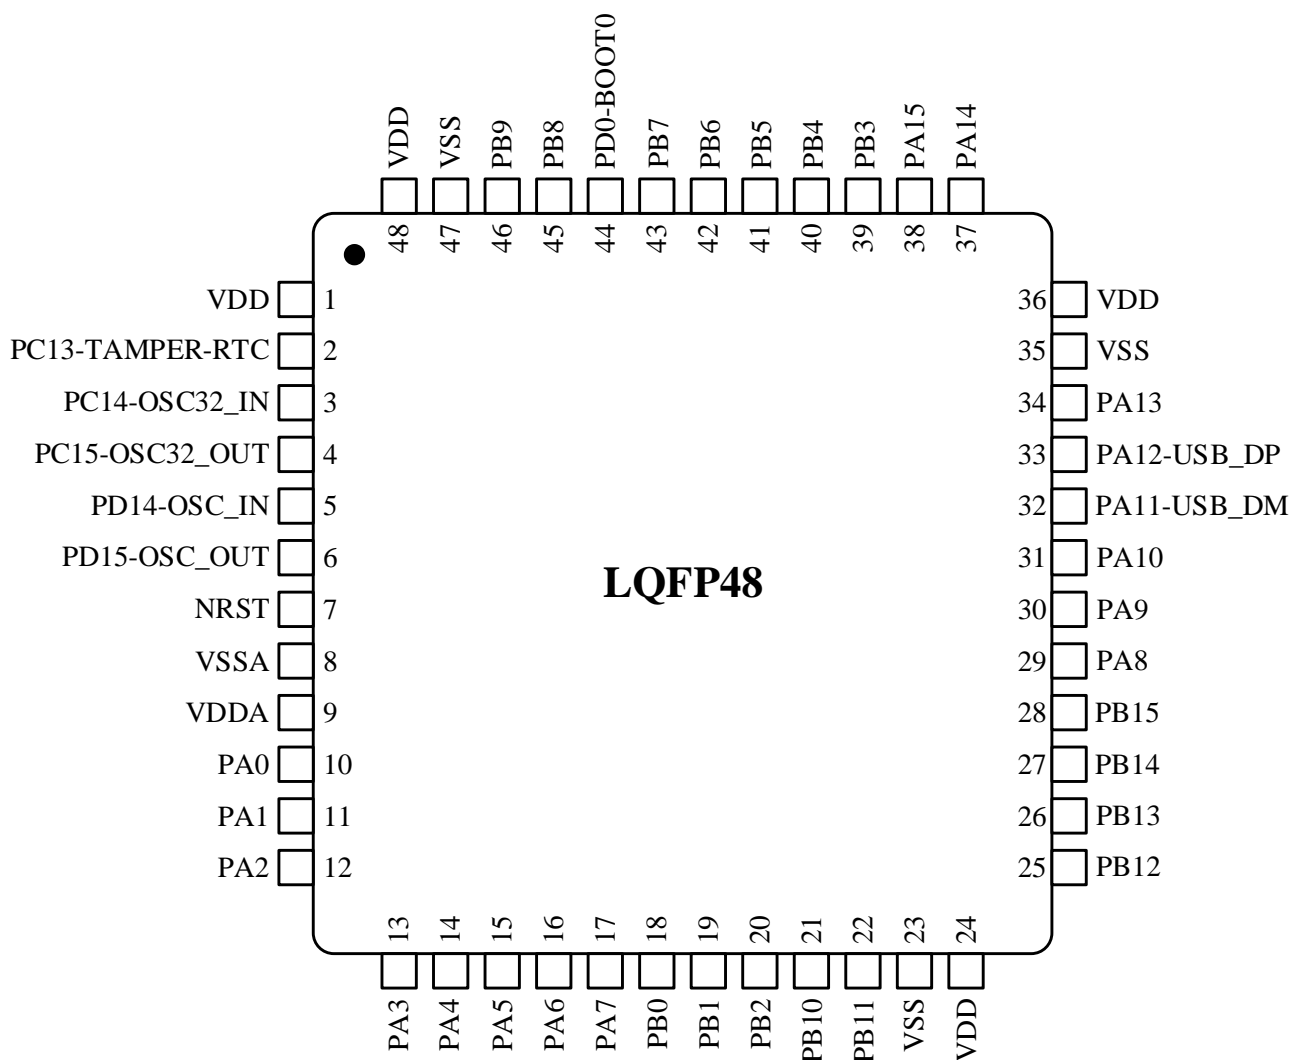 VDD
VSS
PB9
PB8
PD0-BOOT0
PB7
PB6
PB5
PB4
PB3
PA15
PA14
48
47
46
45
44
43
42
41
40
39
38
37
VDD 1
PC13-TAMPER-RTC 2
PC14-OSC32_IN 3
PC15-OSC32_OUT 4
PD14-OSC_IN 5
PD15-OSC_OUT 6
NRST 7
VSSA 8
VDDA 9
PA0 10
PA1 11
PA2 12
36 VDD
35 VSS
34 PA13
33 PA12-USB_DP
32 PA11-USB_DM
31 PA10
30 PA9
29 PA8
28 PB15
27 PB14
26 PB13
25 PB12
LQFP48
13
14
15
16
17
18
19
20
21
22
23
24
PA3
PA4
PA5
PA6
PA7
PB0
PB1
PB2
PB10
PB11
VSS
VDD